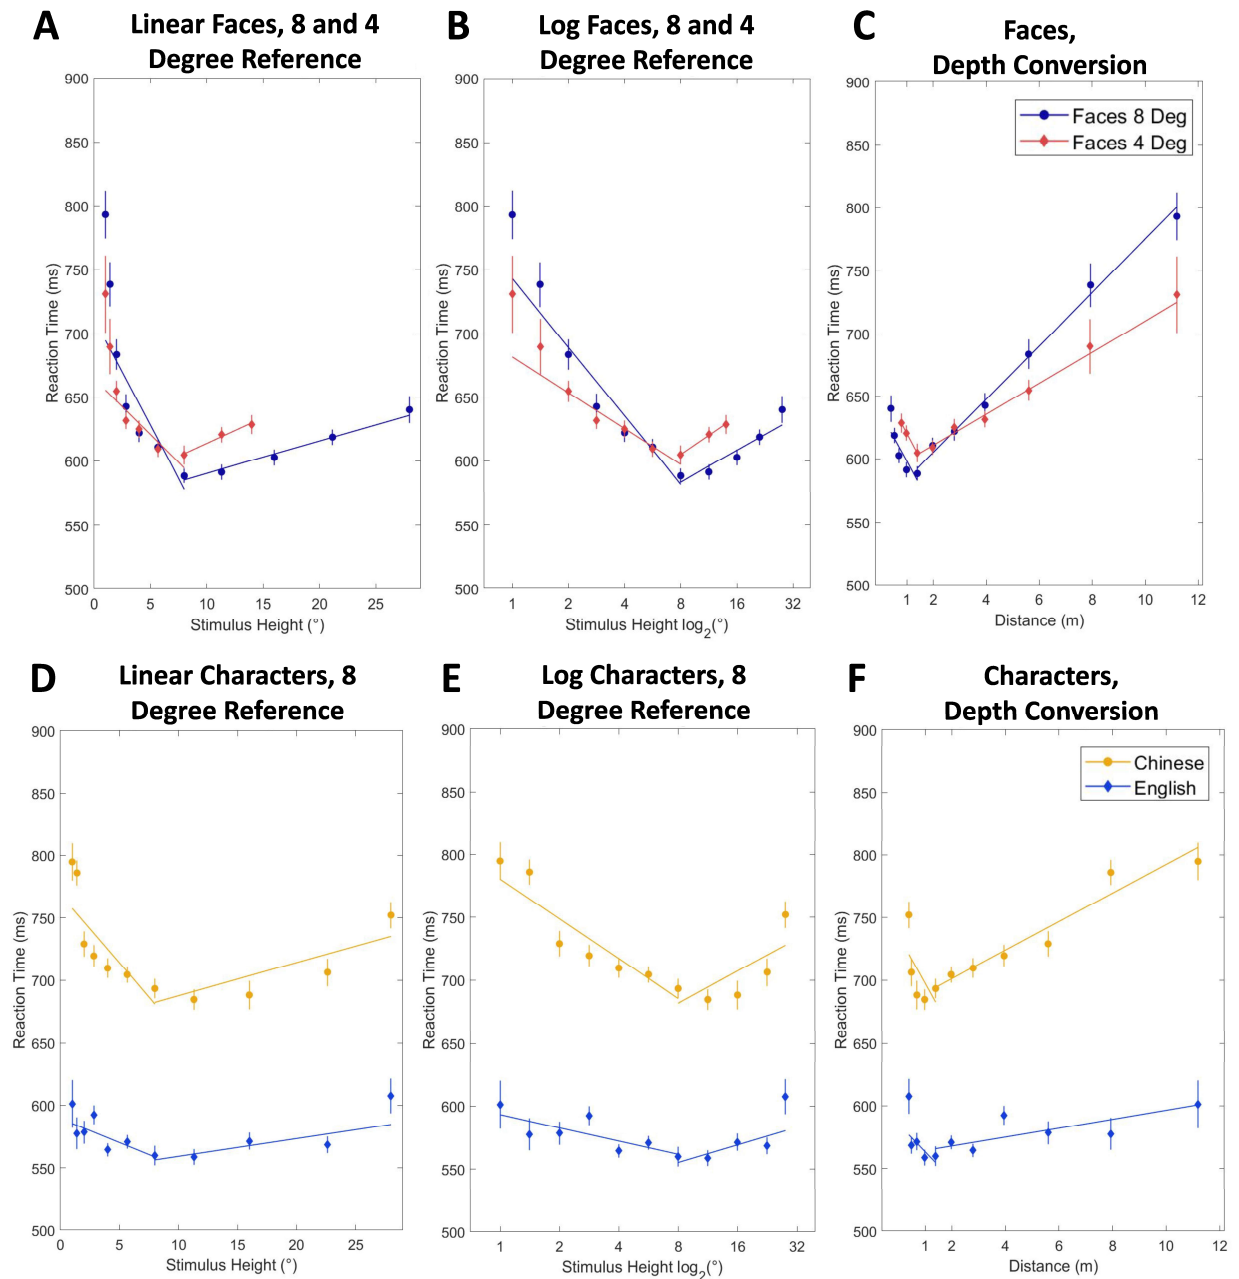 A
Linear Faces, 8 and 4
Degree Reference
900
850
800
750
700
650
600
550
500
Reaction Time (ms)
0 5 10 15 20 25
Stimulus Height (°)
B
Log Faces, 8 and 4
Degree Reference
900
850
800
750
700
650
600
550
500
Reaction Time (ms)
1 2 4 8 16 32
Stimulus Height log2(°)
C
Faces,
Depth Conversion
Faces 8 Deg
Faces 4 Deg
900
850
800
750
700
650
600
550
500
Reaction Time (ms)
1 2 4 6 8 10 12
Distance (m)
D
Linear Characters, 8
Degree Reference
900
850
800
750
700
650
600
550
500
Reaction Time (ms)
0 5 10 15 20 25
Stimulus Height (°)
E
Log Characters, 8
Degree Reference
900
850
800
750
700
650
600
550
500
Reaction Time (ms)
1 2 4 8 16 32
Stimulus Height log2(°)
F
Characters,
Depth Conversion
Chinese
English
900
850
800
750
700
650
600
550
500
Reaction Time (ms)
1 2 4 6 8 10 12
Distance (m)